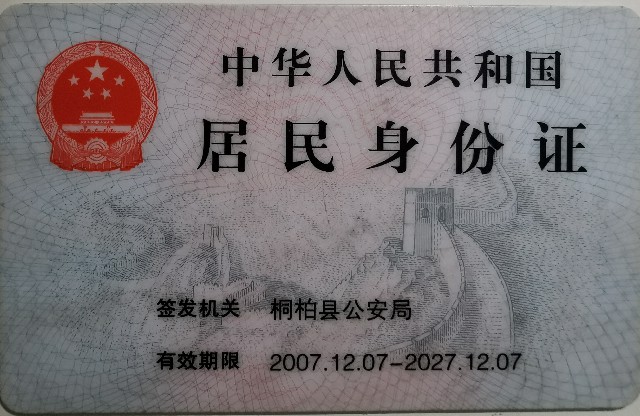 中华人民共和国
居民身份证
签发机关 桐柏县公安局
有效期限 2007.12.07-2027.12.07